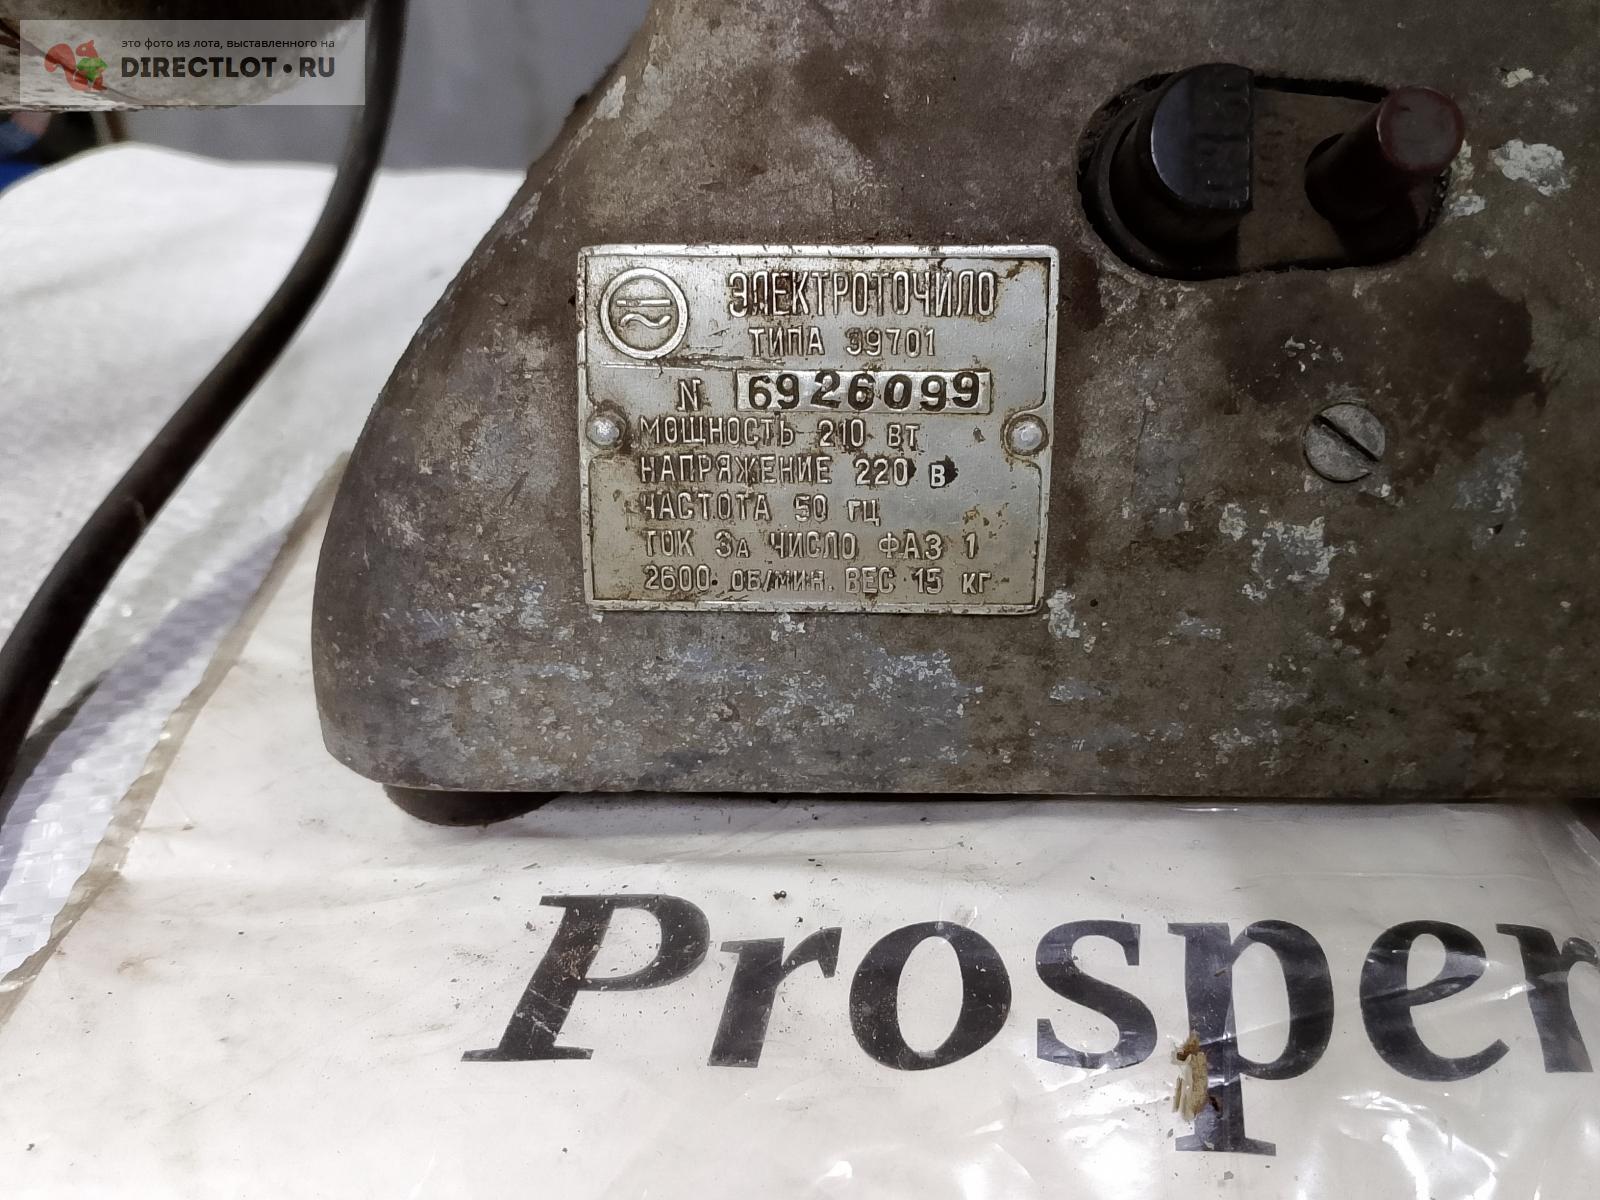 это фото из лота, выставленного на
DIRECTLOT.RU
ЭЛЕКТРОТОЧИЛО
ТИПА Э9701
N 6926099
МОЩНОСТЬ 210 ВТ
НАПРЯЖЕНИЕ 220 В
ЧАСТОТА 50 ГЦ
ТОК 3А ЧИСЛО ФАЗ 1
2600 ОБ/МИН. ВЕС 15 КГ
Prosper